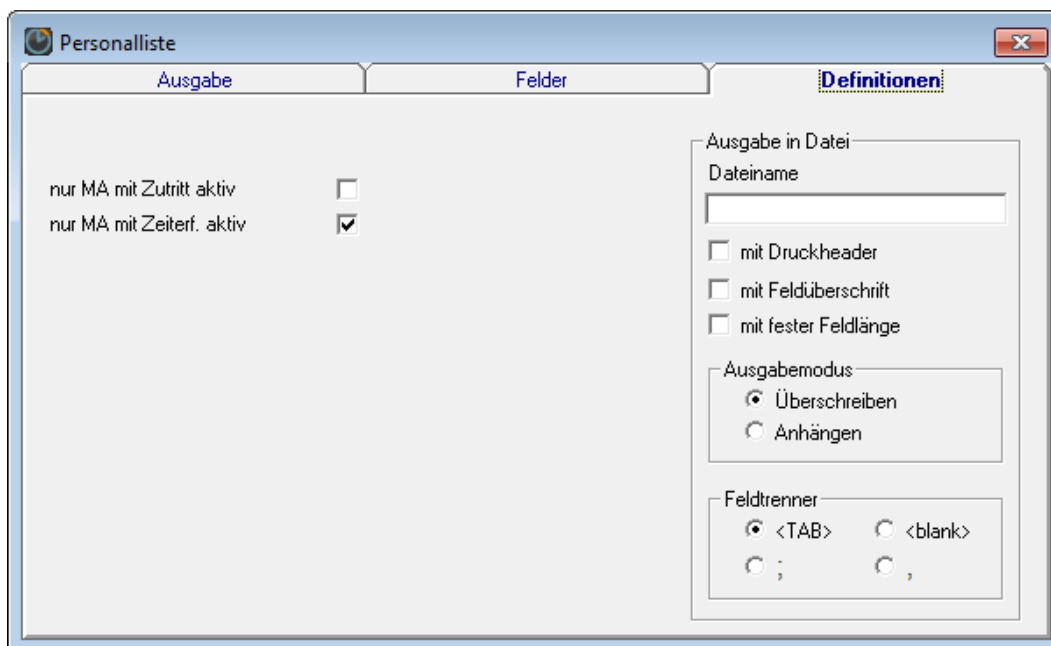 Personalliste
Ausgabe Felder Definitionen
nur MA mit Zutritt aktiv
nur MA mit Zeiterf. aktiv
Ausgabe in Datei
Dateiname
mit Druckheader
mit Feldüberschrift
mit fester Feldlänge
Ausgabemodus
Überschreiben
Anhängen
Feldtrenner
<TAB> <blank>
; ,